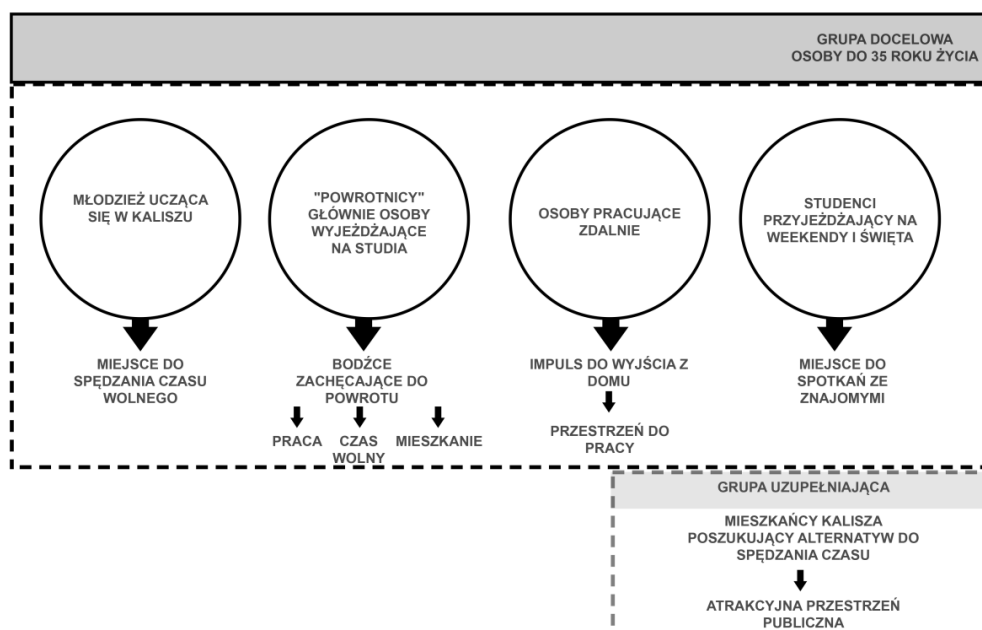 GRUPA DOCELOWA
OSOBY DO 35 ROKU ŻYCIA
MŁODZIEŻ UCZĄCA
SIĘ W KALISZU
"POWROTNICY"
GŁÓWNIE OSOBY
WYJEŻDŻAJĄCE
NA STUDIA
OSOBY PRACUJĄCE
ZDALNIE
STUDENCI
PRZYJEŻDŻAJĄCY NA
WEEKENDY I ŚWIĘTA
MIEJSCE DO
SPĘDZANIA CZASU
WOLNEGO
BODŹCE
ZACHĘCAJĄCE DO
POWROTU
PRACA
CZAS
WOLNY
MIESZKANIE
IMPULS DO WYJŚCIA Z
DOMU
PRZESTRZEŃ DO
PRACY
MIEJSCE DO
SPOTKAŃ ZE
ZNAJOMYMI
GRUPA UZUPEŁNIAJĄCA
MIESZKAŃCY KALISZA
POSZUKUJĄCY ALTERNATYW DO
SPĘDZANIA CZASU
ATRAKCYJNA PRZESTRZEŃ
PUBLICZNA